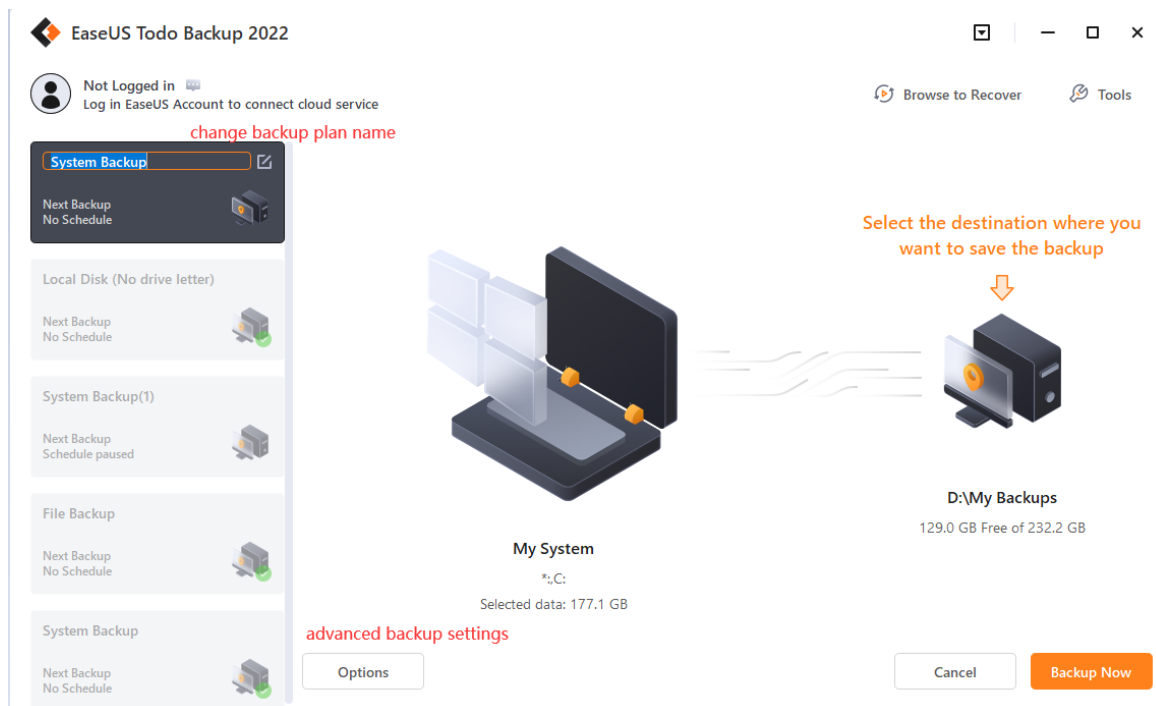 EaseUS Todo Backup 2022
Not Logged in
Log in EaseUS Account to connect cloud service
Browse to Recover
Tools
change backup plan name
System Backup
Next Backup
No Schedule
Local Disk (No drive letter)
Next Backup
No Schedule
System Backup(1)
Next Backup
Schedule paused
File Backup
Next Backup
No Schedule
System Backup
Next Backup
No Schedule
Select the destination where you
want to save the backup
D:\My Backups
129.0 GB Free of 232.2 GB
My System
*:,C:
Selected data: 177.1 GB
advanced backup settings
Options
Cancel
Backup Now